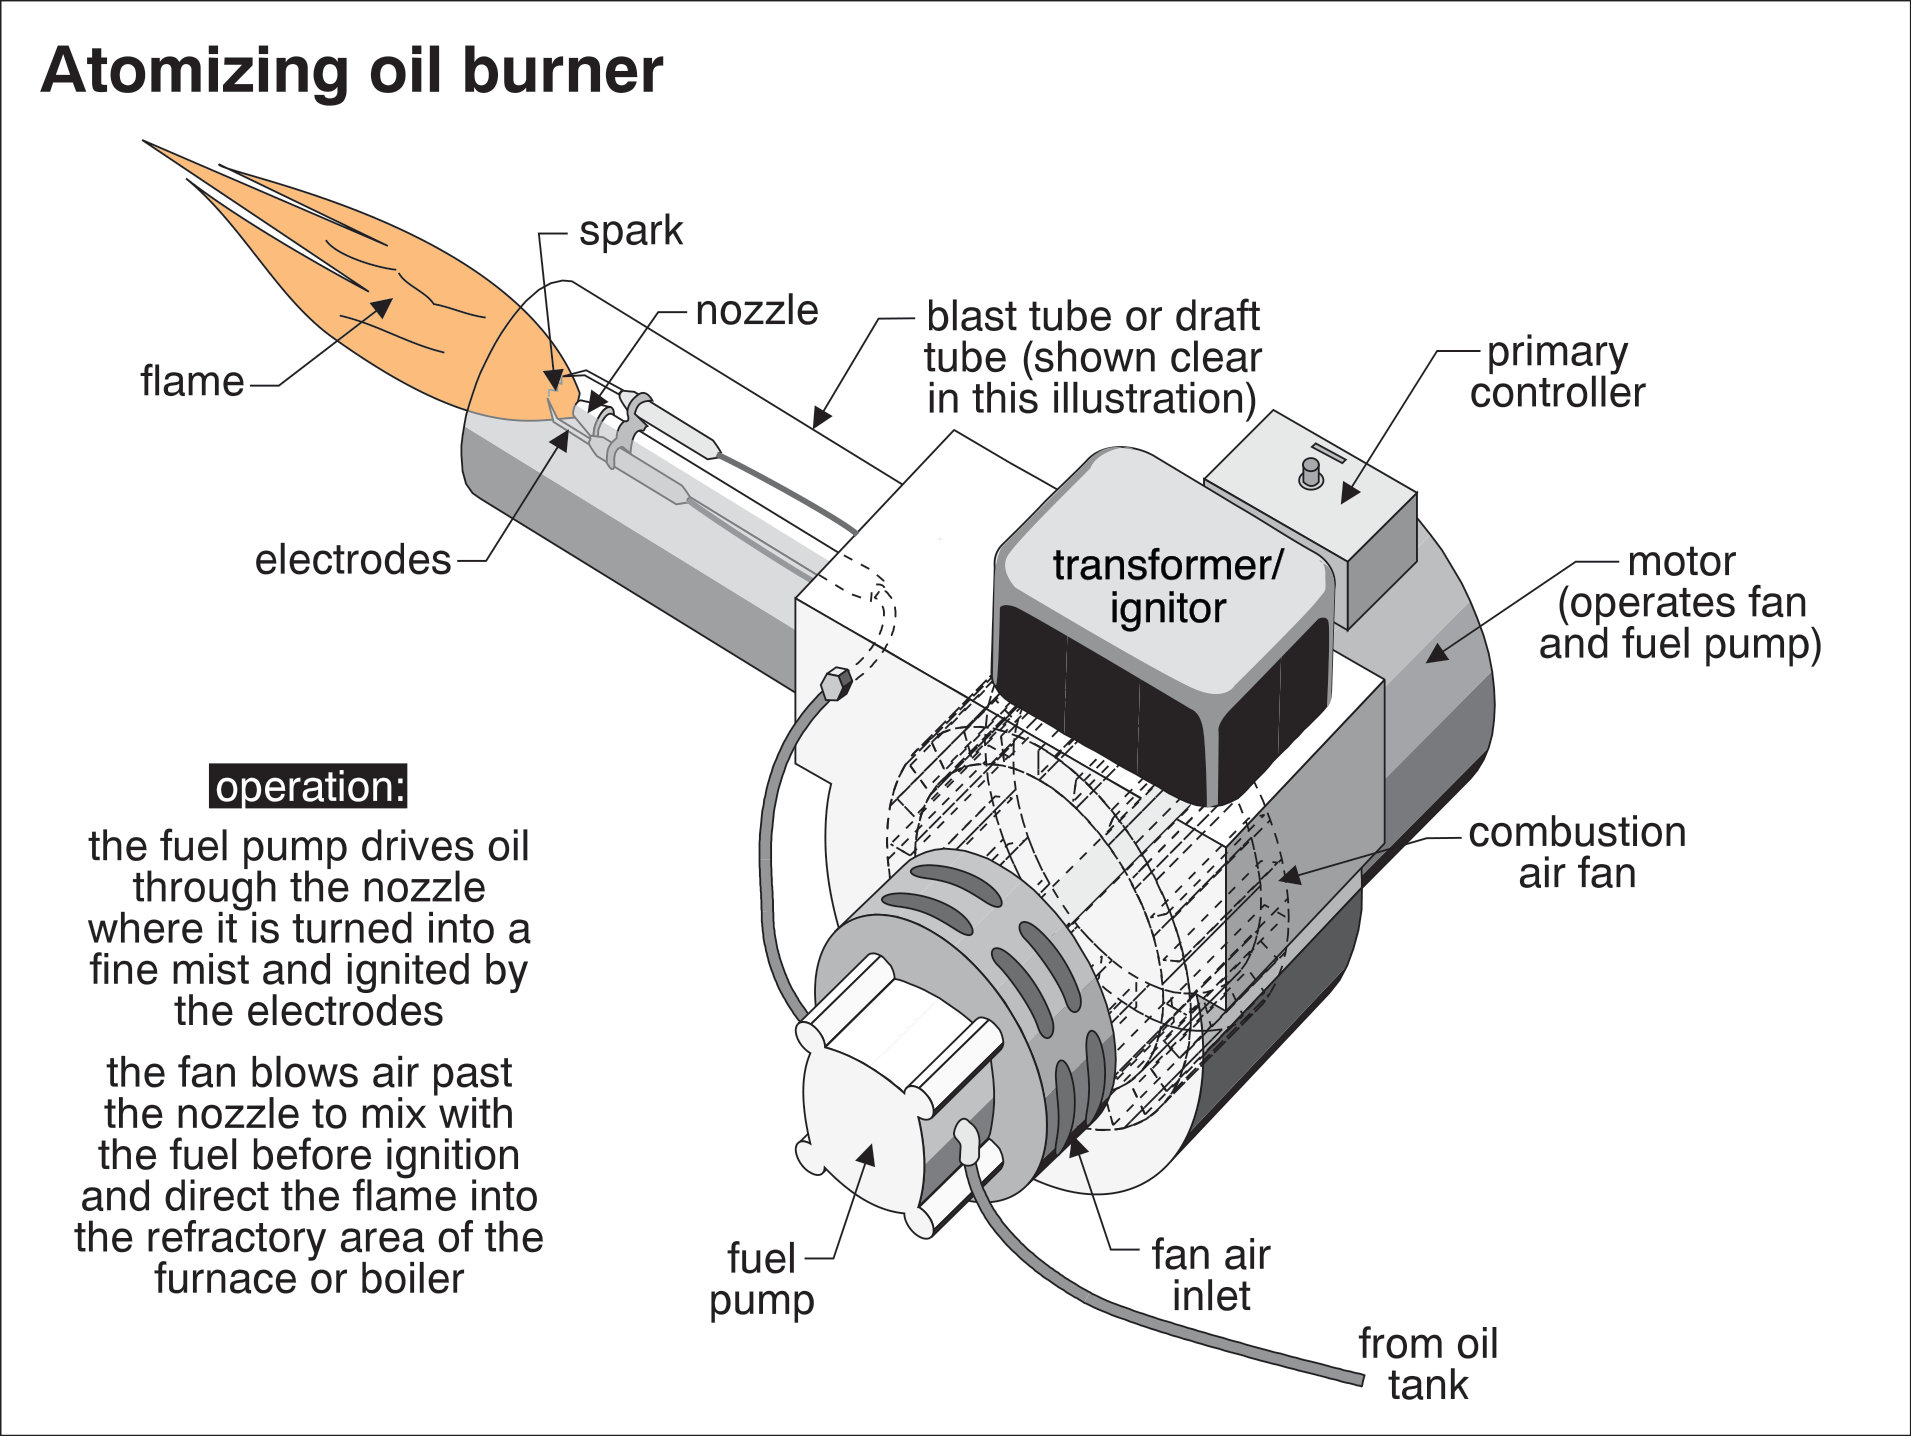 Atomizing oil burner
spark
nozzle
blast tube or draft
tube (shown clear
in this illustration)
primary
controller
flame
electrodes
transformer/
ignitor
motor
(operates fan
and fuel pump)
operation:
the fuel pump drives oil
through the nozzle
where it is turned into a
fine mist and ignited by
the electrodes
the fan blows air past
the nozzle to mix with
the fuel before ignition
and direct the flame into
the refractory area of the
furnace or boiler
combustion
air fan
fuel
pump
fan air
inlet
from oil
tank